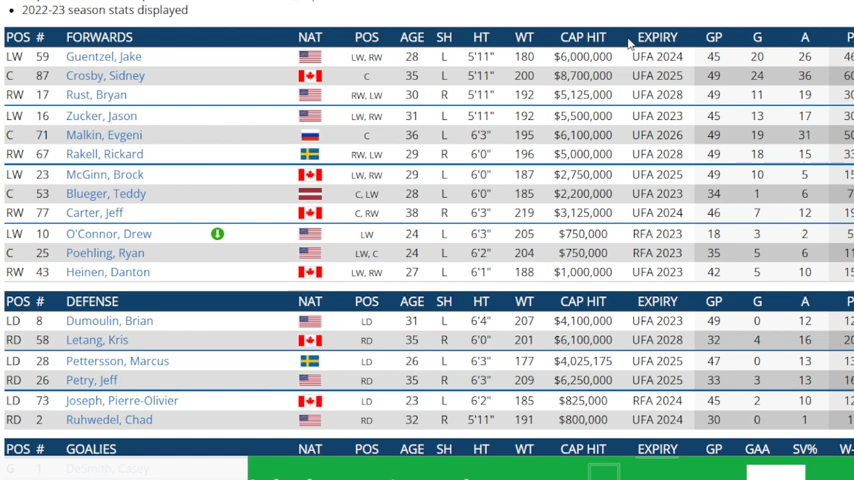 2022-23 season stats displayed
POS # FORWARDS NAT POS AGE SH HT WT CAP HIT EXPIRY GP G A P
LW 59 Guentzel, Jake LW, RW 28 L 5'11" 180 $6,000,000 UFA 2024 45 20 26 46
C 87 Crosby, Sidney C 35 L 5'11" 200 $8,700,000 UFA 2025 49 24 36 60
RW 17 Rust, Bryan RW, LW 30 R 5'11" 192 $5,125,000 UFA 2028 49 11 19 30
LW 16 Zucker, Jason LW, RW 31 L 5'11" 192 $5,500,000 UFA 2023 45 13 17 30
C 71 Malkin, Evgeni C 36 L 6'3" 195 $6,100,000 UFA 2026 49 19 31 50
RW 67 Rakell, Rickard RW, LW 29 R 6'0" 196 $5,000,000 UFA 2028 49 18 15 33
LW 23 McGinn, Brock LW, RW 29 L 6'0" 187 $2,750,000 UFA 2025 49 10 5 15
C 53 Blueger, Teddy C, LW 28 L 6'0" 185 $2,200,000 UFA 2023 34 1 6 7
RW 77 Carter, Jeff C, RW 38 R 6'3" 219 $3,125,000 UFA 2024 46 7 12 19
LW 10 O'Connor, Drew LW 24 L 6'3" 205 $750,000 RFA 2023 18 3 2 5
C 25 Poehling, Ryan LW, C 24 L 6'2" 204 $750,000 RFA 2023 35 5 6 11
RW 43 Heinen, Danton LW, RW 27 L 6'1" 188 $1,000,000 UFA 2023 42 5 10 15
POS # DEFENSE NAT POS AGE SH HT WT CAP HIT EXPIRY GP G A P
LD 8 Dumoulin, Brian LD 31 L 6'4" 207 $4,100,000 UFA 2023 49 0 12 12
RD 58 Letang, Kris RD 35 R 6'0" 201 $6,100,000 UFA 2028 32 4 16 20
LD 28 Pettersson, Marcus LD 26 L 6'3" 177 $4,025,175 UFA 2025 47 0 13 13
RD 26 Petry, Jeff RD 35 R 6'3" 209 $6,250,000 UFA 2025 33 3 13 16
LD 73 Joseph, Pierre-Olivier LD 23 L 6'2" 185 $825,000 RFA 2024 45 2 10 12
RD 2 Ruhwedel, Chad RD 32 R 5'11" 191 $800,000 UFA 2024 30 0 1 1
POS # GOALIES NAT POS AGE SH HT WT CAP HIT EXPIRY GP GAA SV% W-
G 1 DeSmith, Casey